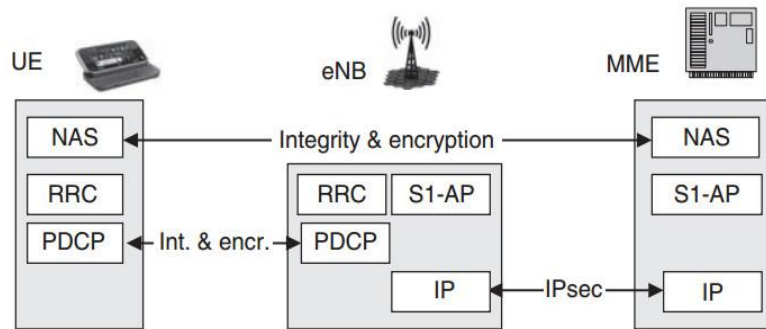 UE
eNB
MME
NAS
Integrity & encryption
NAS
RRC
RRC
S1-AP
S1-AP
PDCP
Int. & encr.
PDCP
IP
IPsec
IP